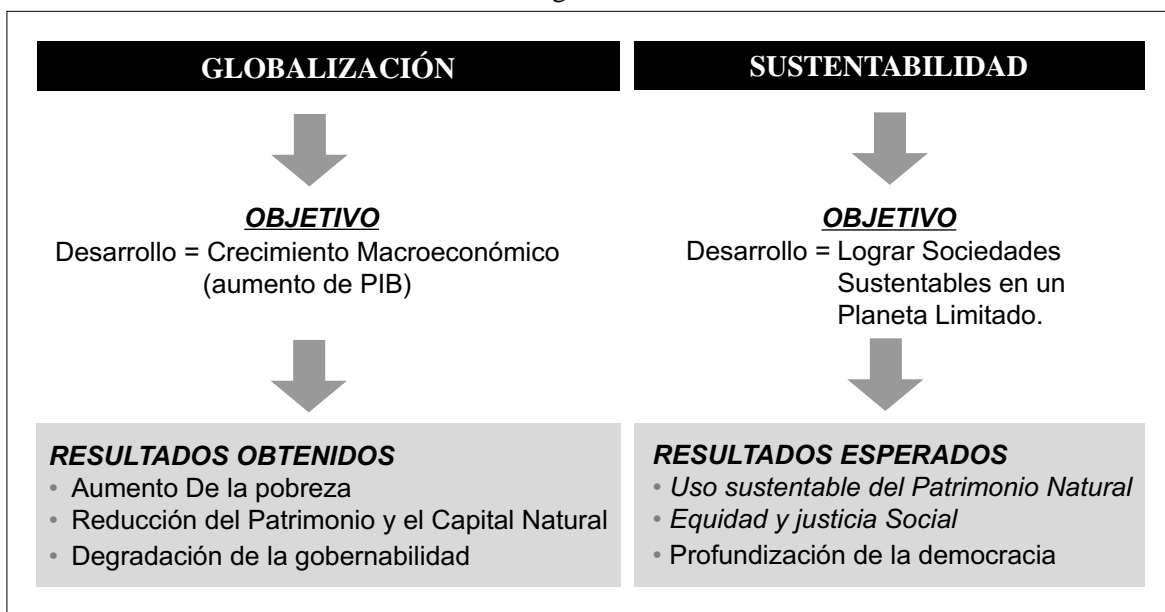 GLOBALIZACIÓN
OBJETIVO
Desarrollo = Crecimiento Macroeconómico
(aumento de PIB)
RESULTADOS OBTENIDOS
• Aumento De la pobreza
• Reducción del Patrimonio y el Capital Natural
• Degradación de la gobernabilidad
SUSTENTABILIDAD
OBJETIVO
Desarrollo = Lograr Sociedades
Sustentables en un
Planeta Limitado.
RESULTADOS ESPERADOS
• Uso sustentable del Patrimonio Natural
• Equidad y justicia Social
• Profundización de la democracia